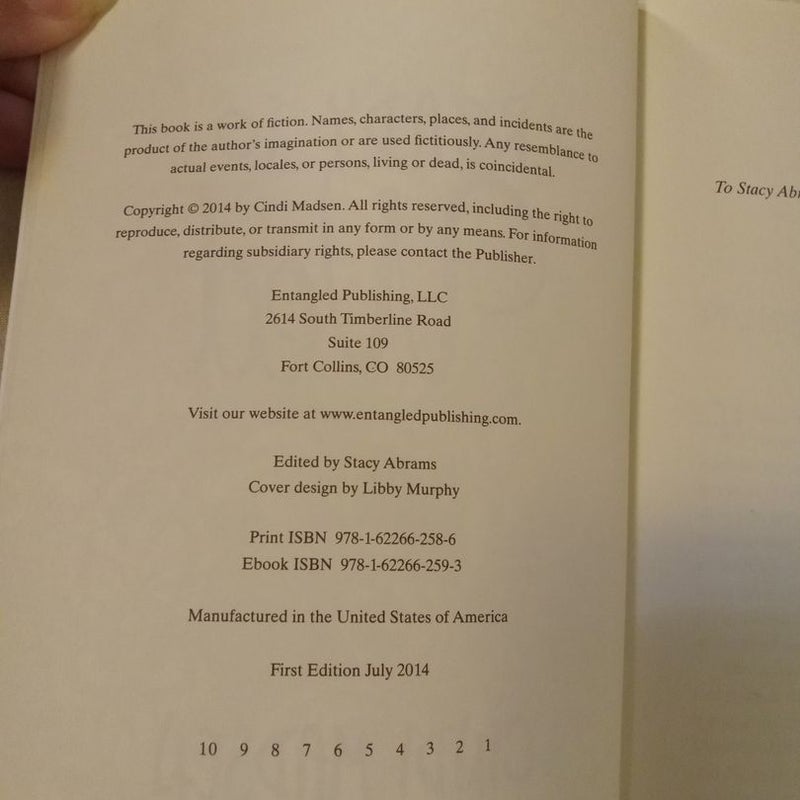 This book is a work of fiction. Names, characters, places, and incidents are the
product of the author's imagination or are used fictitiously. Any resemblance to
actual events, locales, or persons, living or dead, is coincidental.
Copyright © 2014 by Cindi Madsen. All rights reserved, including the right to
reproduce, distribute, or transmit in any form or by any means. For information
regarding subsidiary rights, please contact the Publisher.
Entangled Publishing, LLC
2614 South Timberline Road
Suite 109
Fort Collins, CO 80525
Visit our website at www.entangledpublishing.com.
Edited by Stacy Abrams
Cover design by Libby Murphy
Print ISBN 978-1-62266-258-6
Ebook ISBN 978-1-62266-259-3
Manufactured in the United States of America
First Edition July 2014
10 9 8 7 6 5 4 3 2 1
To Stacy